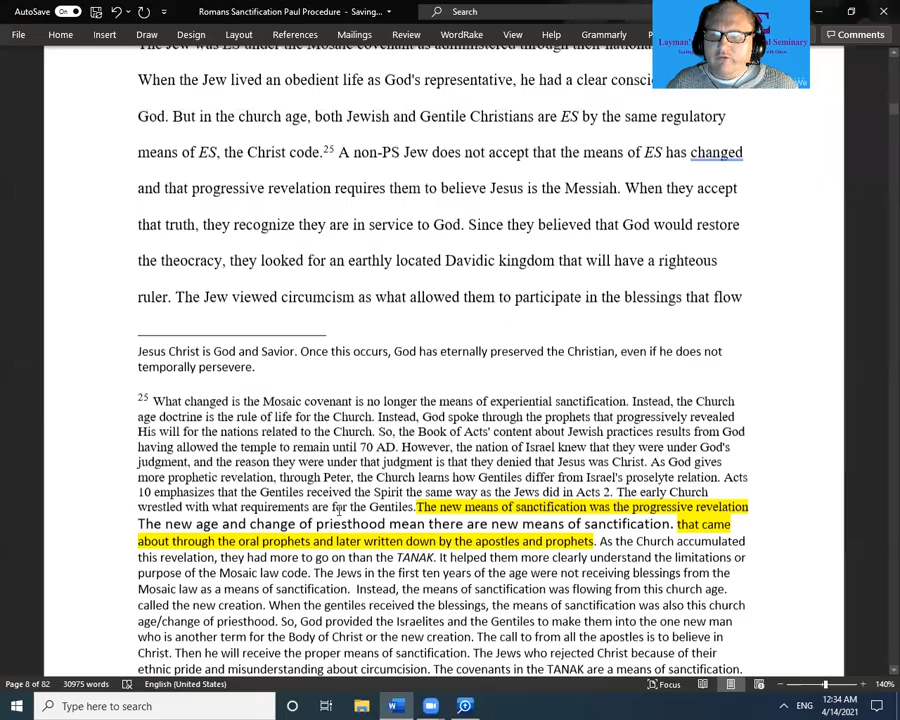 AutoSave On Romans Sanctification Paul Procedure - Saving... Search
File Home Insert Draw Design Layout References Mailings Review View Help Grammarly WordRake Comments
Layman's Seminary
The Jew was ES under the Mosaic covenant as administered through their national
When the Jew lived an obedient life as God's representative, he had a clear
God. But in the church age, both Jewish and Gentile Christians are ES by the same regulatory
means of ES, the Christ code.25 A non-PS Jew does not accept that the means of ES has changed
and that progressive revelation requires them to believe Jesus is the Messiah. When they accept
that truth, they recognize they are in service to God. Since they believed that God would restore
the theocracy, they looked for an earthly located Davidic kingdom that will have a righteous
ruler. The Jew viewed circumcism as what allowed them to participate in the blessings that flow
Jesus Christ is God and Savior. Once this occurs, God has eternally preserved the Christian, even if he does not
temporally persevere.
25 What changed is the Mosaic covenant is no longer the means of experiential sanctification. Instead, the Church
age doctrine is the rule of life for the Church. Instead, God spoke through the prophets that progressively revealed
His will for the nations related to the Church. So, the Book of Acts' content about Jewish practices results from God
having allowed the temple to remain until 70 AD. However, the nation of Israel knew that they were under God's
judgment, and the reason they were under that judgment is that they denied that Jesus was Christ. As God gives
more prophetic revelation, through Peter, the Church learns how Gentiles differ from Israel's proselyte relation. Acts
10 emphasizes that the Gentiles received the Spirit the same way as the Jews did in Acts 2. The early Church
wrestled with what requirements are for the Gentiles.The new means of sanctification was the progressive revelation
The new age and change of priesthood mean there are new means of sanctification. that came
about through the oral prophets and later written down by the apostles and prophets. As the Church accumulated
this revelation, they had more to go on than the TANAK. It helped them more clearly understand the limitations or
purpose of the Mosaic law code. The Jews in the first ten years of the age were not receiving blessings from the
Mosaic law as a means of sanctification. Instead, the means of sanctification was flowing from this church age.
called the new creation. When the gentiles received the blessings, the means of sanctification was also this church
age/change of priesthood. So, God provided the Israelites and the Gentiles to make them into the one new man
who is another term for the Body of Christ or the new creation. The call to from all the apostles is to believe in
Christ. Then he will receive the proper means of sanctification. The Jews who rejected Christ because of their
ethnic pride and misunderstanding about circumcision. The covenants in the TANAK are a means of sanctification.
Page 8 of 82 30975 words English (United States) Focus 140%
Type here to search ENG 12:34 AM
4/14/2021